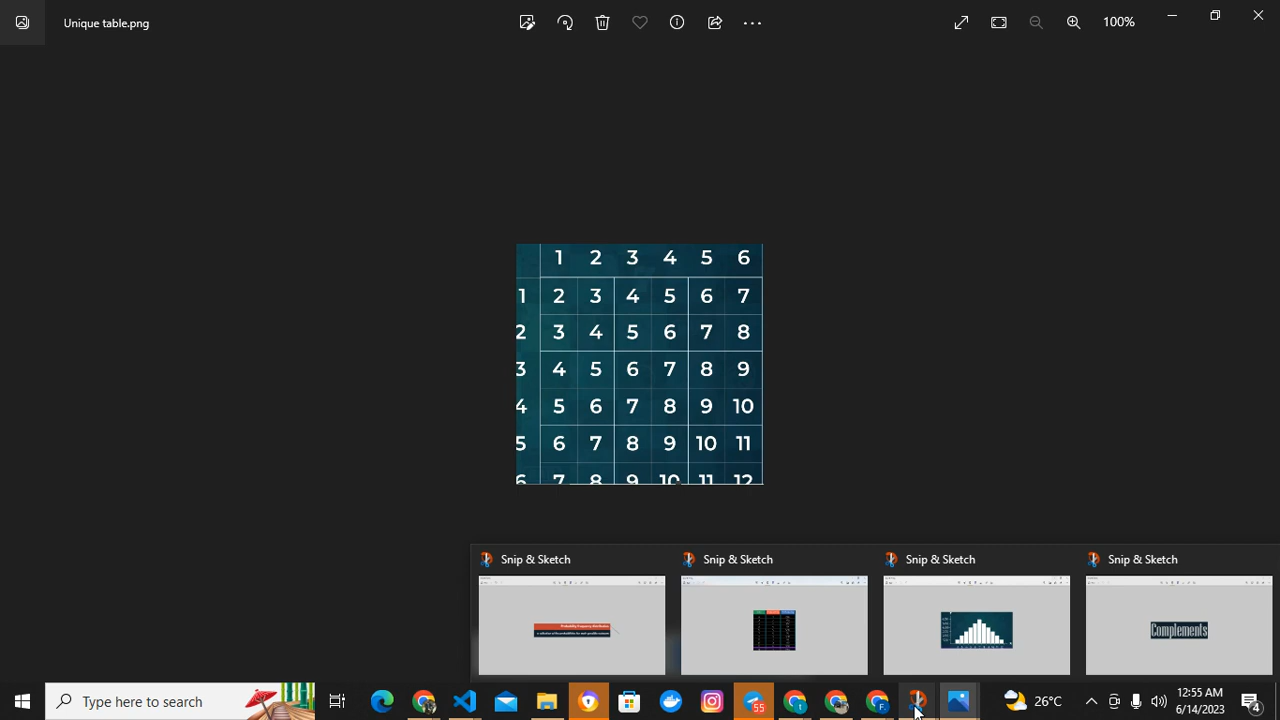 Unique table.png
100%
1 2 3 4 5 6
1 2 3 4 5 6 7
2 3 4 5 6 7 8
3 4 5 6 7 8 9
4 5 6 7 8 9 10
5 6 7 8 9 10 11
6 7 8 9 10 11 12
Snip & Sketch
Snip & Sketch
Snip & Sketch
Snip & Sketch
Probability frequency distribution
Complements
Type here to search
55
26°C
12:55 AM
6/14/2023
4